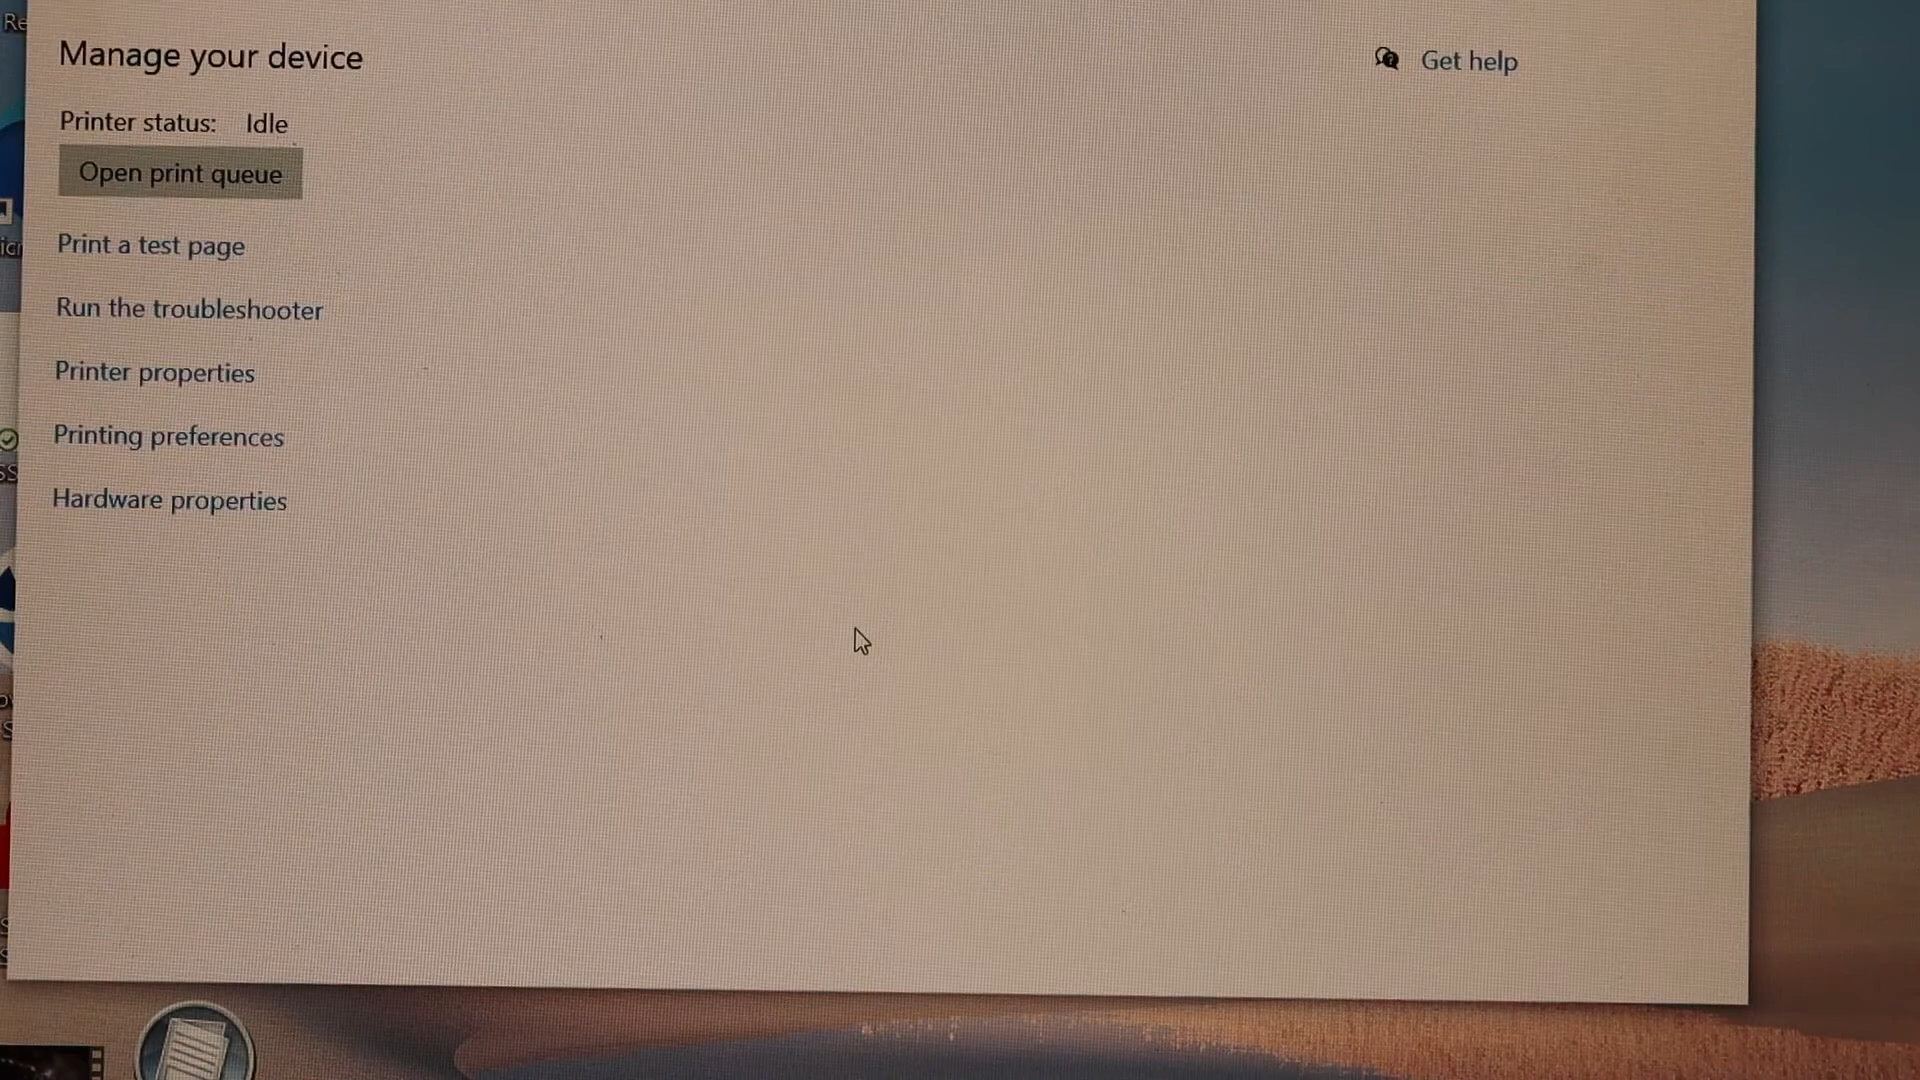 Re
Manage your device
Get help
Printer status: Idle
Open print queue
Print a test page
Run the troubleshooter
Printer properties
Printing preferences
Hardware properties